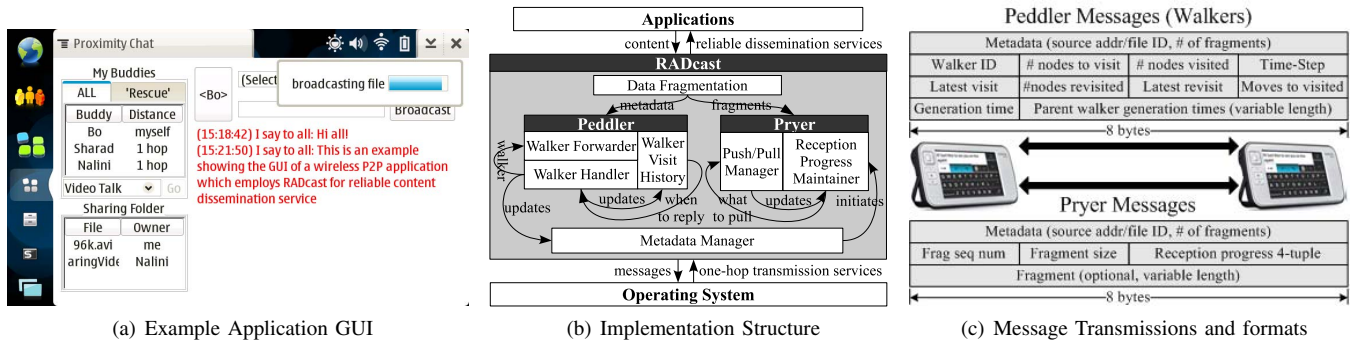 Proximity Chat
My Buddies
ALL 'Rescue'
Buddy Distance
Bo myself
Sharad 1 hop
Nalini 1 hop
Video Talk Go
Sharing Folder
File Owner
96k.avi me
aringVide Nalini
<Bo>
(Select
broadcasting file
Broadcast
(15:18:42) I say to all: Hi all!
(15:21:50) I say to all: This is an example
showing the GUI of a wireless P2P application
which employs RADcast for reliable content
dissemination service
(a) Example Application GUI
Applications
content reliable dissemination services
RADcast
Data Fragmentation
metadata fragments
Peddler
Walker Forwarder
Walker Handler
Walker
Visit
History
walker
updates
updates
when
to reply
Pryer
Push/Pull
Manager
Reception
Progress
Maintainer
what
to pull
updates
initiates
Metadata Manager
messages one-hop transmission services
Operating System
(b) Implementation Structure
Peddler Messages (Walkers)
Metadata (source addr/file ID, # of fragments)
Walker ID # nodes to visit # nodes visited Time-Step
Latest visit #nodes revisited Latest revisit Moves to visited
Generation time Parent walker generation times (variable length)
8 bytes
Pryer Messages
Metadata (source addr/file ID, # of fragments)
Frag seq num Fragment size Reception progress 4-tuple
Fragment (optional, variable length)
8 bytes
(c) Message Transmissions and formats